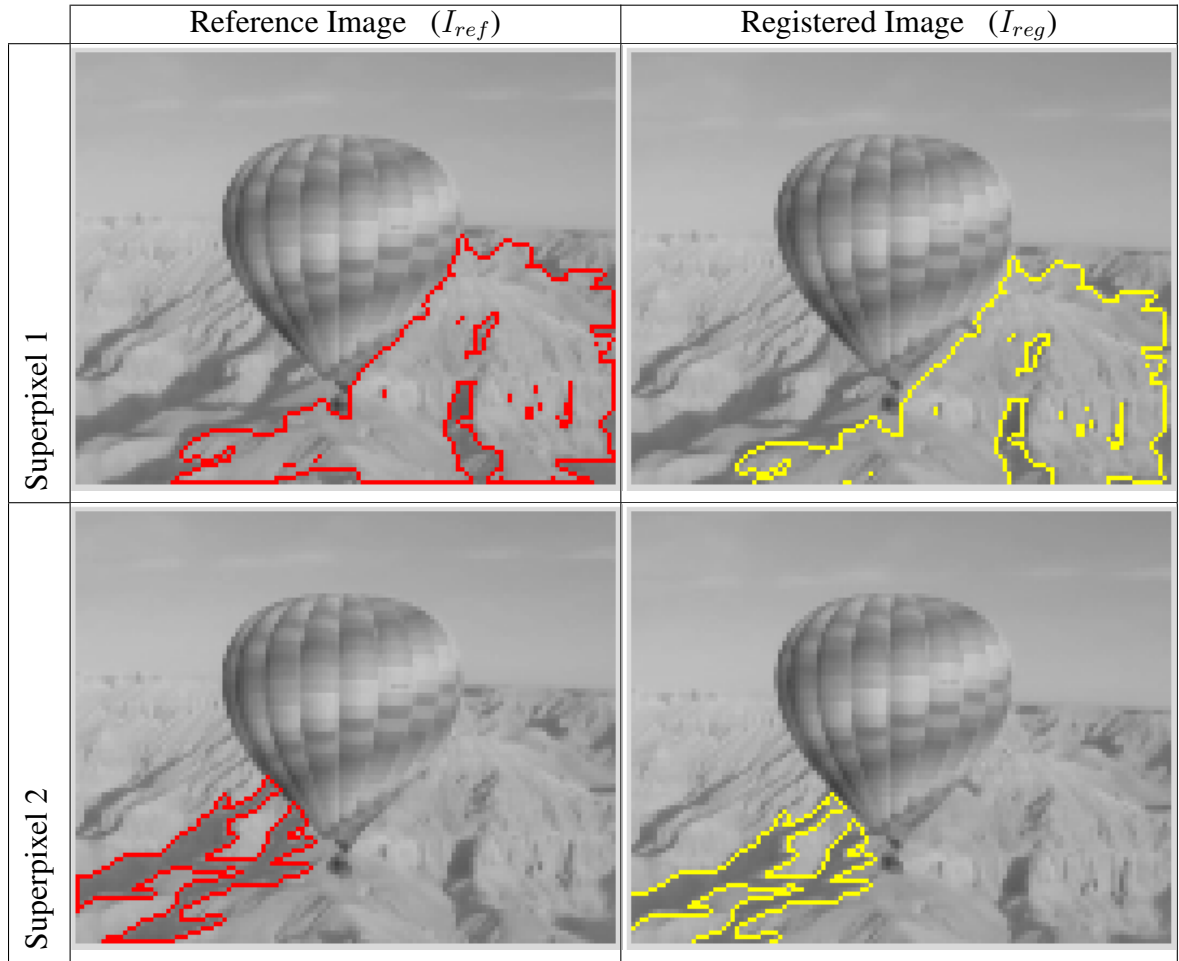 Reference Image (I_ref)
Registered Image (I_reg)
Superpixel 1
Superpixel 2